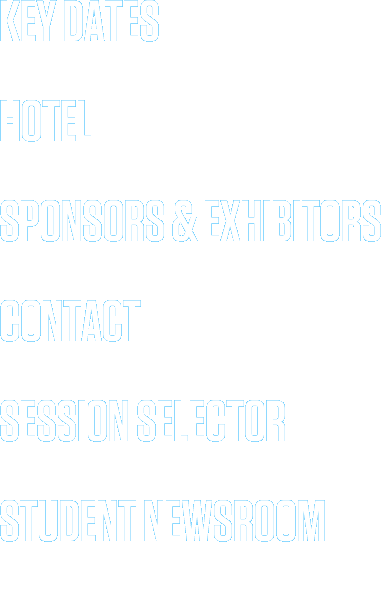 KEY DATES
HOTEL
SPONSORS & EXHIBITORS
CONTACT
SESSION SELECTOR
STUDENT NEWSROOM